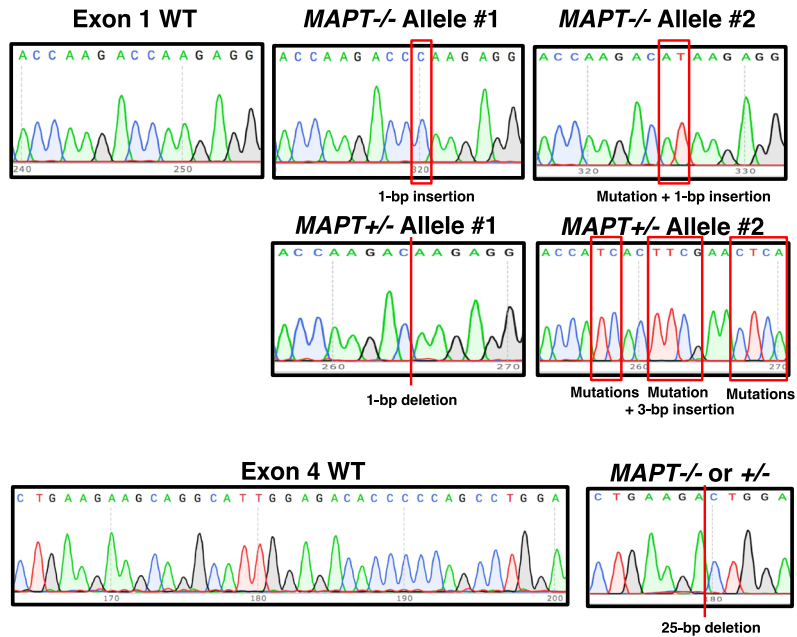 Exon 1 WT
MAPT-/- Allele #1
MAPT-/- Allele #2
A C C A A G A C C A A G A G G
A C C A A G A C C C A A G A G G
A C C A A G A C A T A A G A G G
240 250
320
320 330
1-bp insertion
Mutation + 1-bp insertion
MAPT+/- Allele #1
MAPT+/- Allele #2
A C C A A G A C A A G A G G
A C C A T C A C T T C G A A C T C A
260 270
260 270
1-bp deletion
Mutations
Mutation
+ 3-bp insertion
Mutations
Exon 4 WT
MAPT-/- or +/-
C T G A A G A A G C A G G C A T T G G A G A C A C C C C C A G C C T G G A
C T G A A G A C T G G A
170 180 190 200
180
25-bp deletion